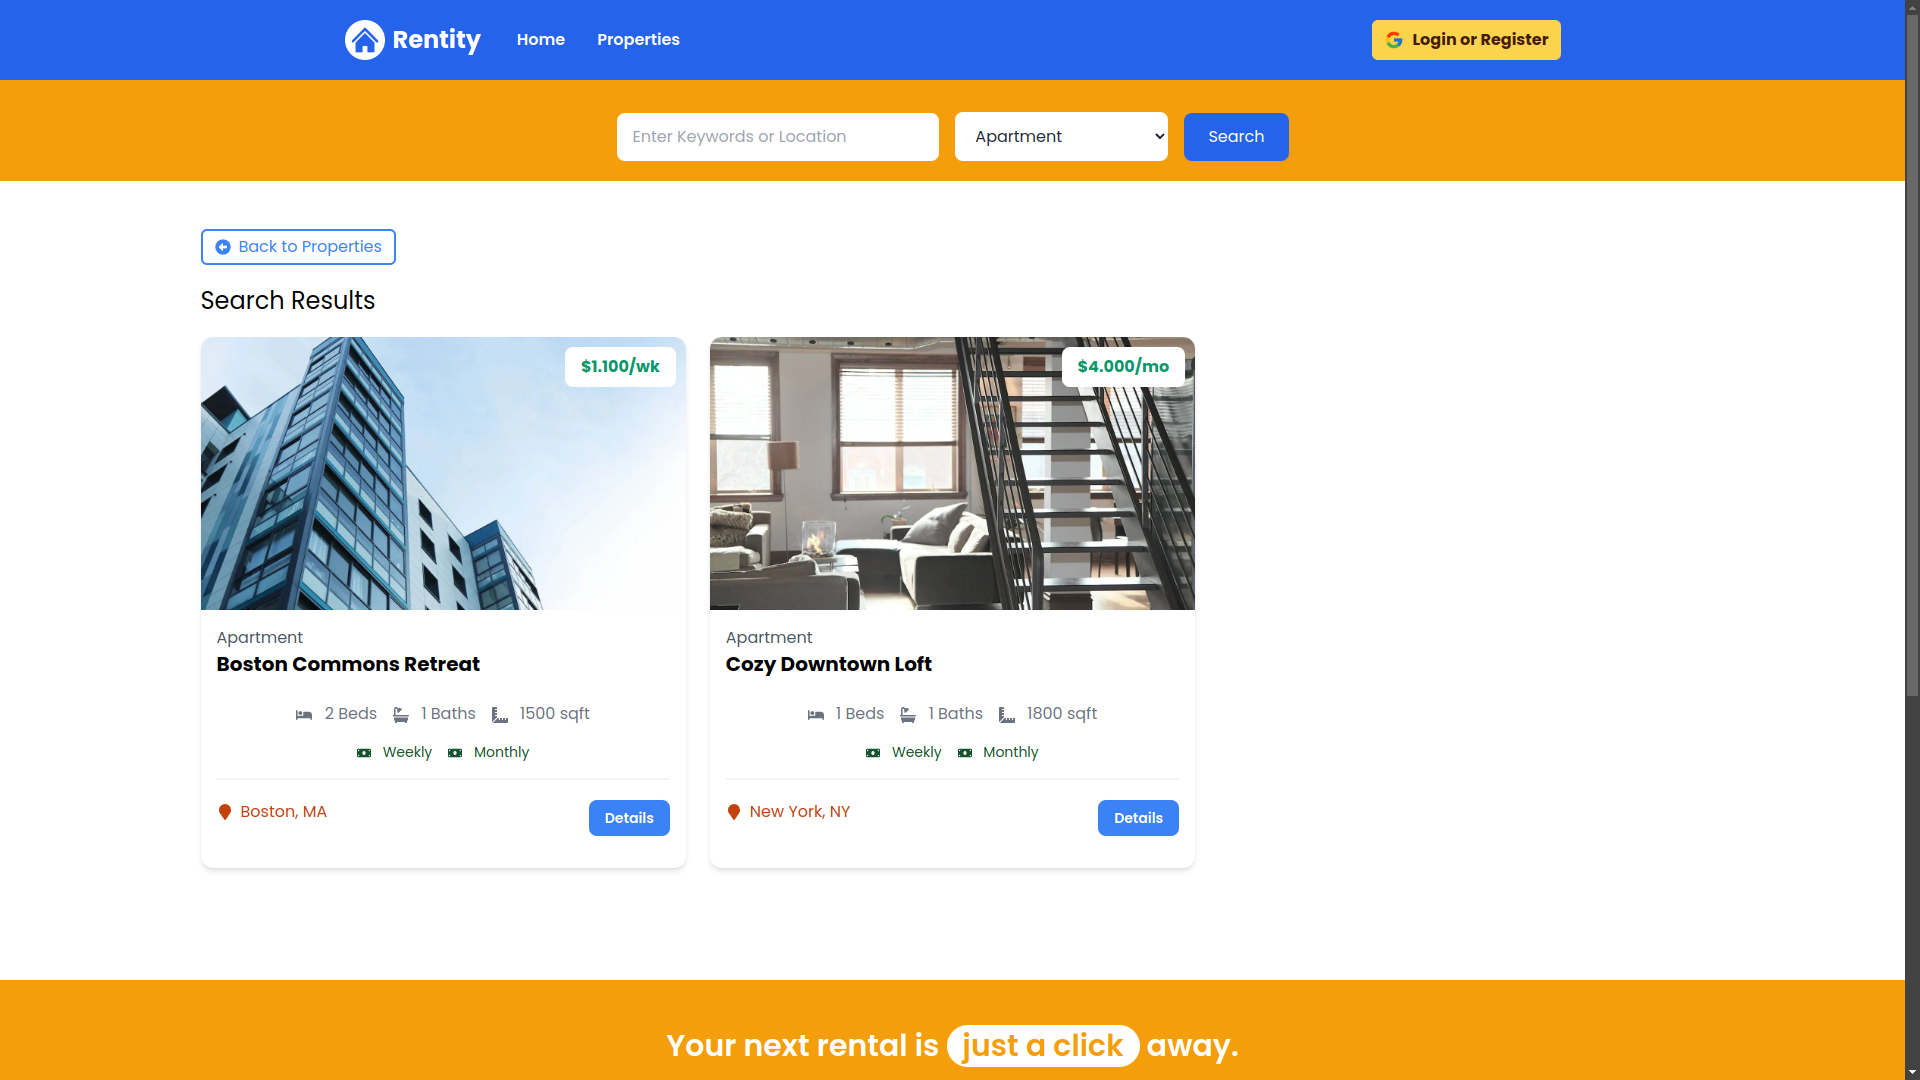 Rentity
Home
Properties
Login or Register
Enter Keywords or Location
Apartment
Search
Back to Properties
Search Results
$1.100/wk
Apartment
Boston Commons Retreat
2 Beds 1 Baths 1500 sqft
Weekly Monthly
Boston, MA
Details
$4.000/mo
Apartment
Cozy Downtown Loft
1 Beds 1 Baths 1800 sqft
Weekly Monthly
New York, NY
Details
Your next rental is just a click away.